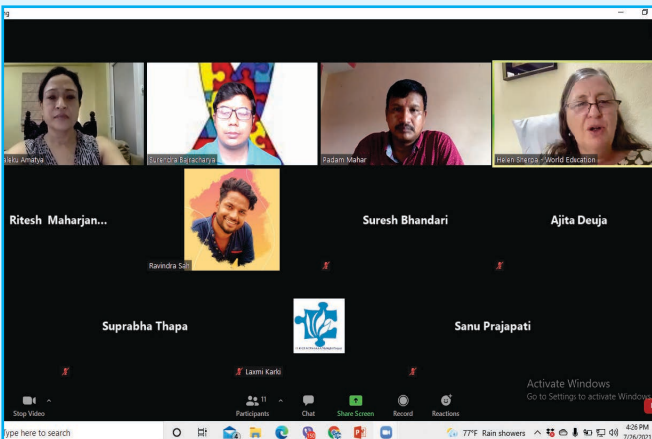 Surendra Bajracharya
Padam Mahar
Helen Sherpa - World Education
Ritesh Maharjan...
Suresh Bhandari
Ajita Deuja
Ravindra Sah
Suprabha Thapa
Sanu Prajapati
Laxmi Karki
Activate Windows
Go to Settings to activate Windows
Stop Video
11
Participants
Chat
Share Screen
Record
Reactions
Type here to search
77°F Rain showers
4:26 PM